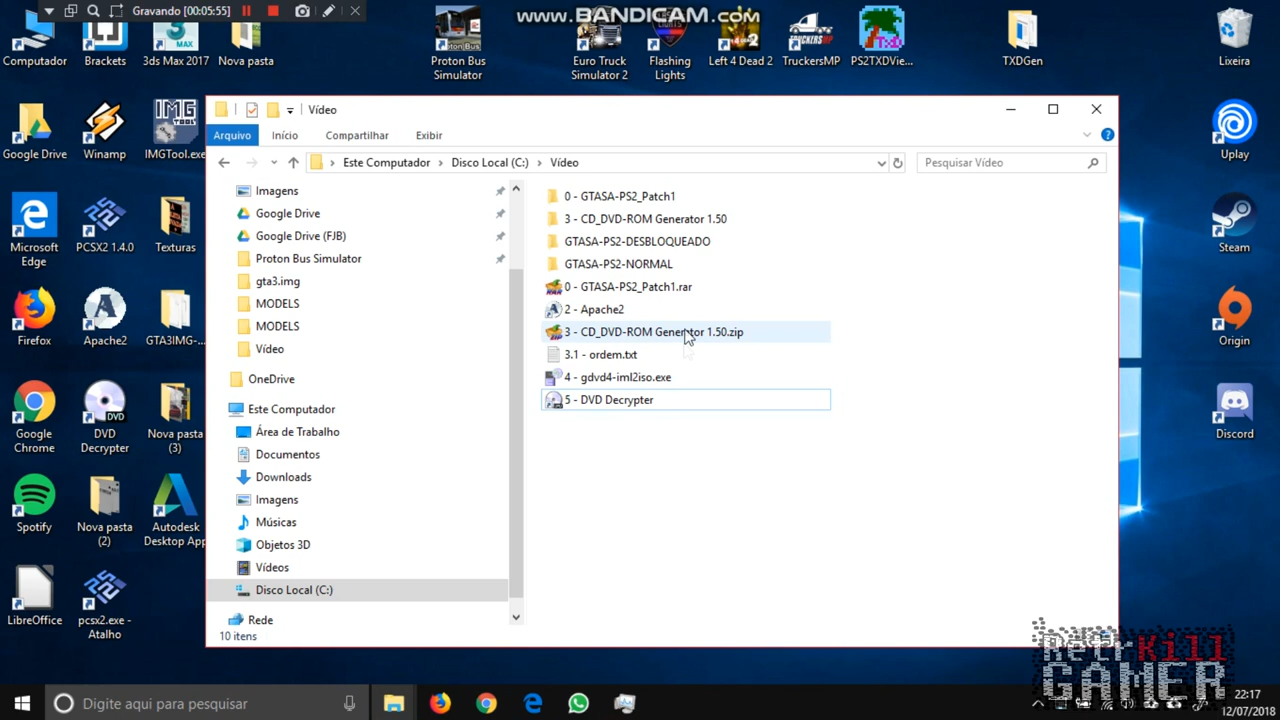 Gravando [00:05:55]
www.BANDICAM.com
Computador
Brackets
3ds Max 2017
Nova pasta
Proton Bus
Simulator
Euro Truck
Simulator 2
Flashing
Lights
Left 4 Dead 2
TruckersMP
PS2TXDVie...
TXDGen
Lixeira
Google Drive
Winamp
IMGTool.exe
Uplay
Microsoft
Edge
PCSX2 1.4.0
Texturas
Steam
Firefox
Apache2
GTA3IMG-...
Origin
Google
Chrome
DVD
Decrypter
Nova pasta
(3)
Discord
Spotify
Nova pasta
(2)
Autodesk
Desktop App
LibreOffice
pcsx2.exe -
Atalho
Vídeo
Arquivo
Início
Compartilhar
Exibir
Este Computador
Disco Local (C:)
Vídeo
Pesquisar Vídeo
Imagens
Google Drive
Google Drive (FJB)
Proton Bus Simulator
gta3.img
MODELS
MODELS
Vídeo
OneDrive
Este Computador
Área de Trabalho
Documentos
Downloads
Imagens
Músicas
Objetos 3D
Vídeos
Disco Local (C:)
Rede
0 - GTASA-PS2_Patch1
3 - CD_DVD-ROM Generator 1.50
GTASA-PS2-DESBLOQUEADO
GTASA-PS2-NORMAL
0 - GTASA-PS2_Patch1.rar
2 - Apache2
3 - CD_DVD-ROM Generator 1.50.zip
3.1 - ordem.txt
4 - gdvd4-iml2iso.exe
5 - DVD Decrypter
10 itens
Digite aqui para pesquisar
RetrKill
GAMER
22:17
12/07/2018